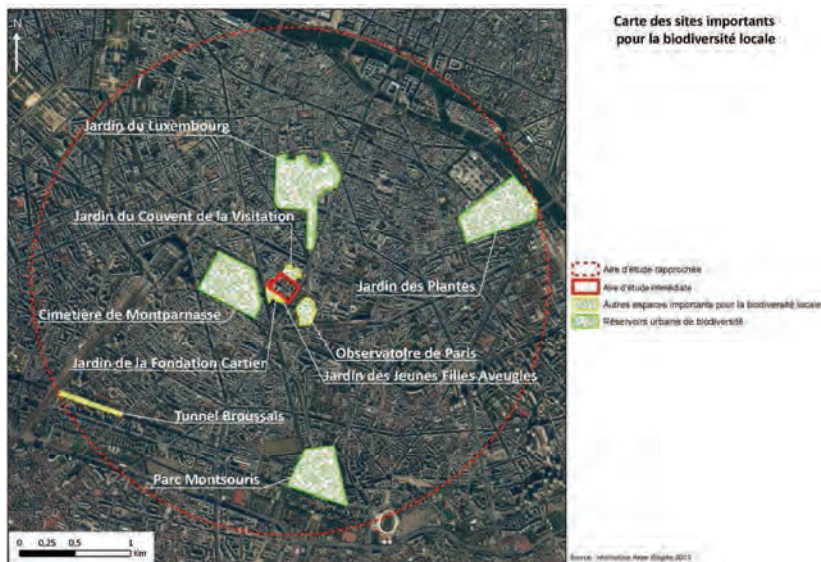 Carte des sites importants
pour la biodiversité locale
N
Jardin du Luxembourg
Jardin du Couvent de la Visitation
Jardin des Plantes
Cimetière de Montparnasse
Observatoire de Paris
Jardin de la Fondation Cartier
Jardin des Jeunes Filles Aveugles
Tunnel Broussais
Parc Montsouris
0 0,25 0,5 1
Km
Aire d'étude rapprochée
Aire d'étude immédiate
Autres espaces importants pour la biodiversité locale
Réservoirs urbains de biodiversité
Source : réalisation